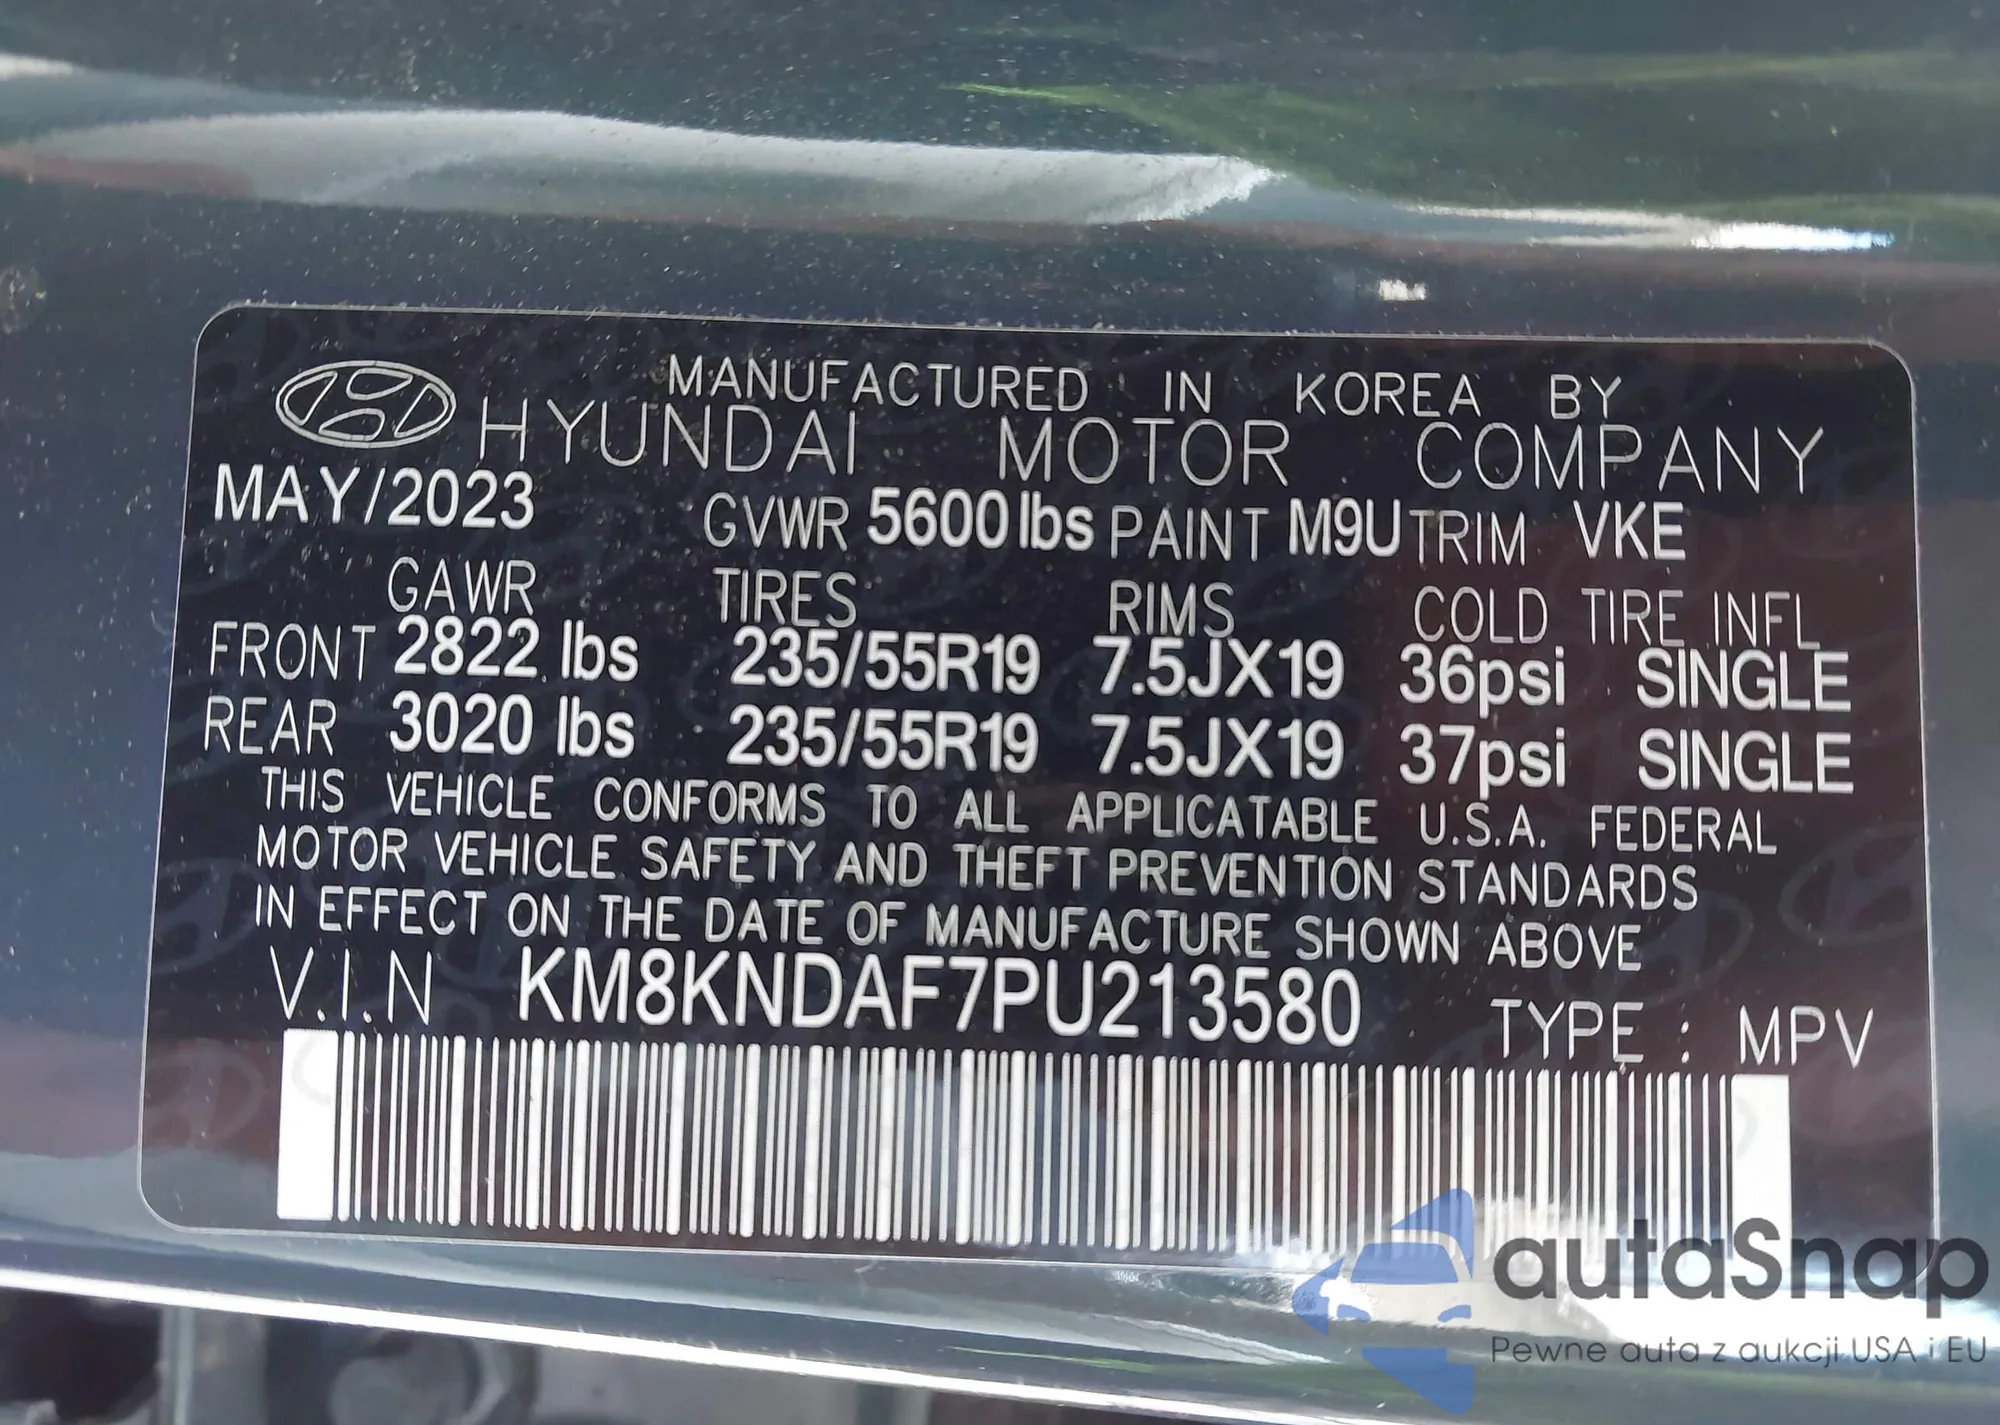 MANUFACTURED IN KOREA BY
HYUNDAI MOTOR COMPANY
MAY/2023 GVWR 5600lbs PAINT M9U TRIM VKE
GAWR TIRES RIMS COLD TIRE INFL
FRONT 2822 lbs 235/55R19 7.5JX19 36psi SINGLE
REAR 3020 lbs 235/55R19 7.5JX19 37psi SINGLE
THIS VEHICLE CONFORMS TO ALL APPLICATABLE U.S.A. FEDERAL
MOTOR VEHICLE SAFETY AND THEFT PREVENTION STANDARDS
IN EFFECT ON THE DATE OF MANUFACTURE SHOWN ABOVE
V.I.N KM8KNDAF7PU213580
TYPE : MPV
autaSnap
Pewne auta z aukcji USA i EU